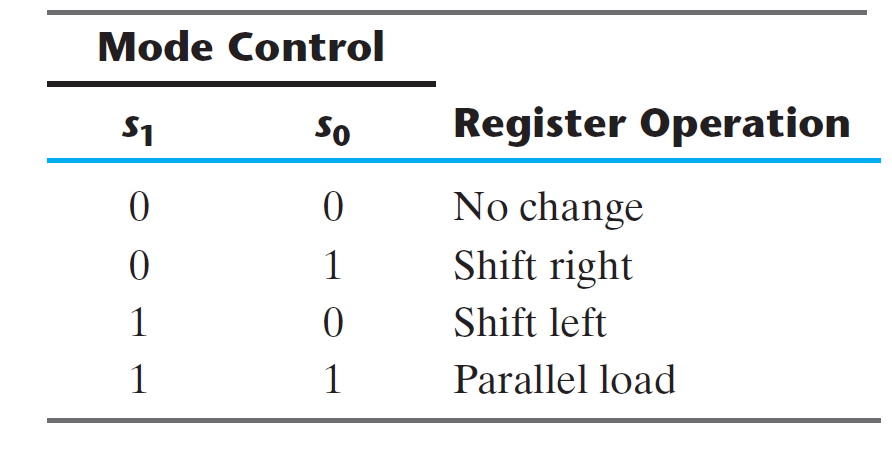 Mode Control
s1 s0 Register Operation
0 0 No change
0 1 Shift right
1 0 Shift left
1 1 Parallel load